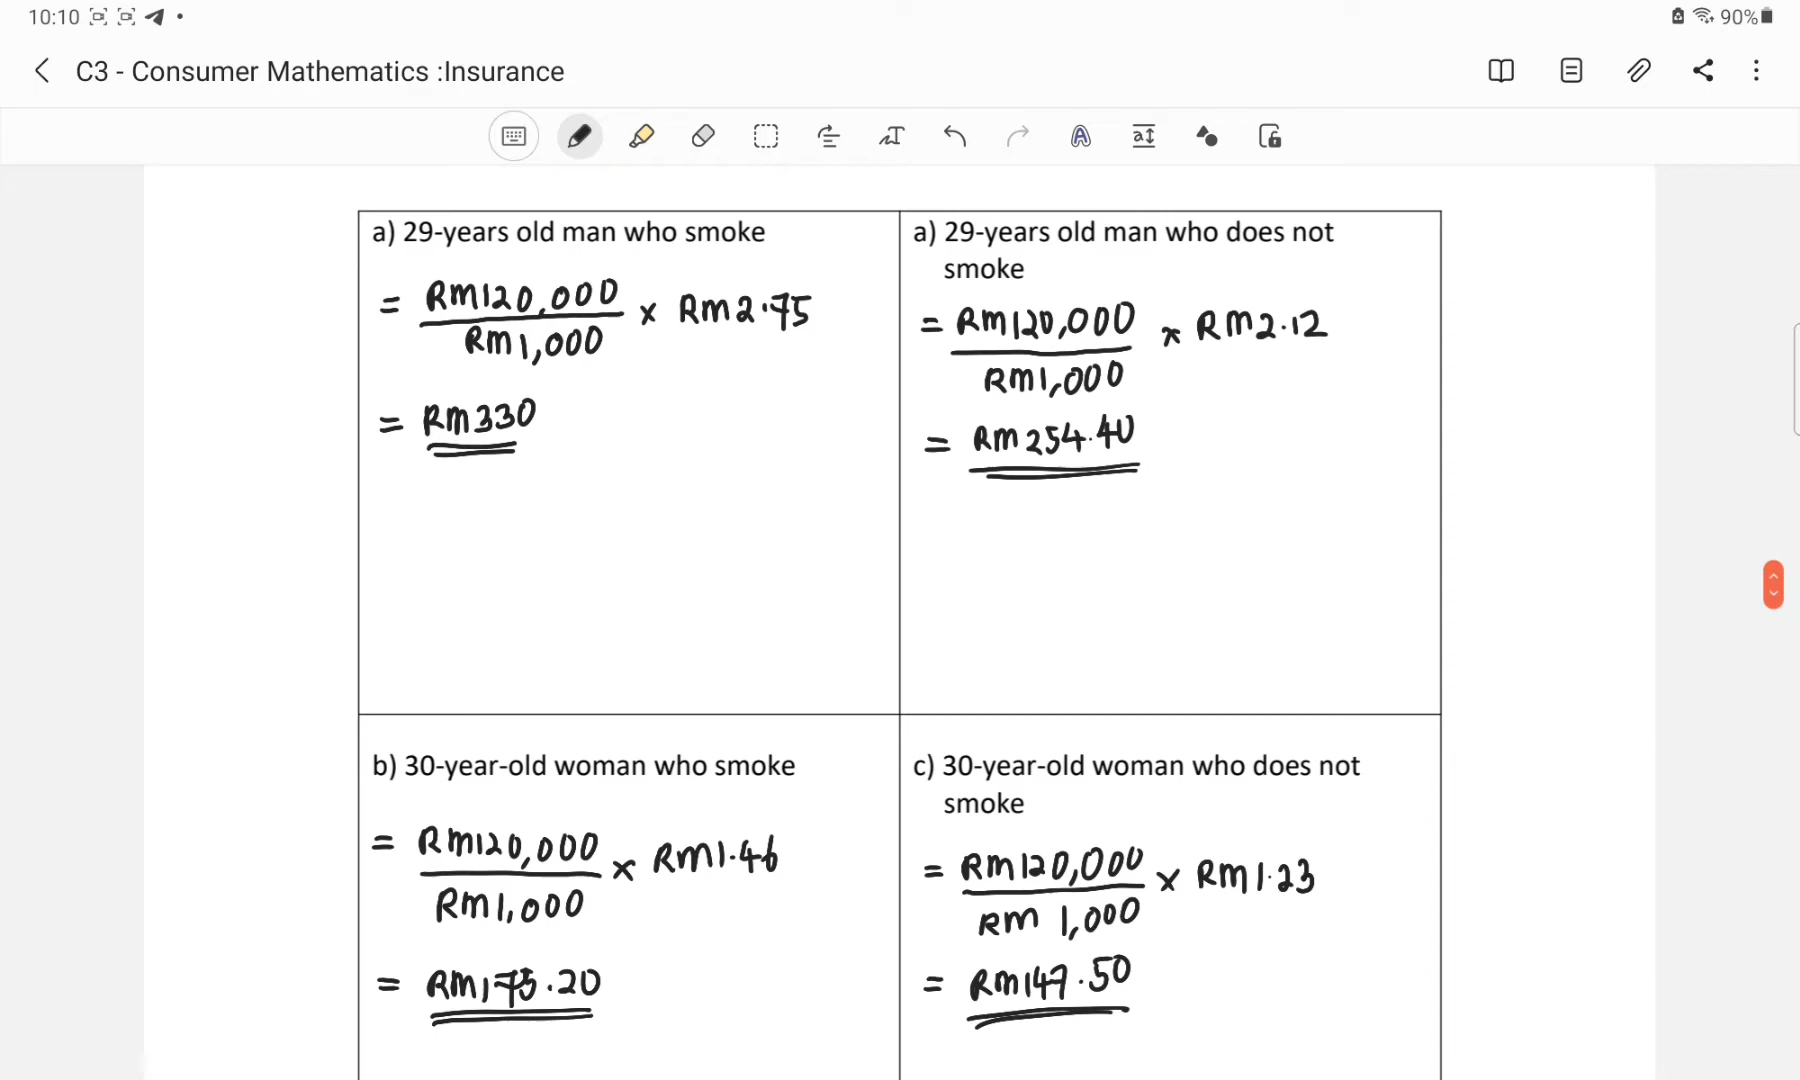 10:10
90%
C3 - Consumer Mathematics :Insurance
a) 29-years old man who smoke
= RM120,000 / RM1,000 × RM2.75
= RM330
a) 29-years old man who does not
smoke
= RM120,000 / RM1,000 × RM2.12
= RM254.40
b) 30-year-old woman who smoke
= RM120,000 / RM1,000 × RM1.46
= RM175.20
c) 30-year-old woman who does not
smoke
= RM120,000 / RM 1,000 × RM1.23
= RM147.50